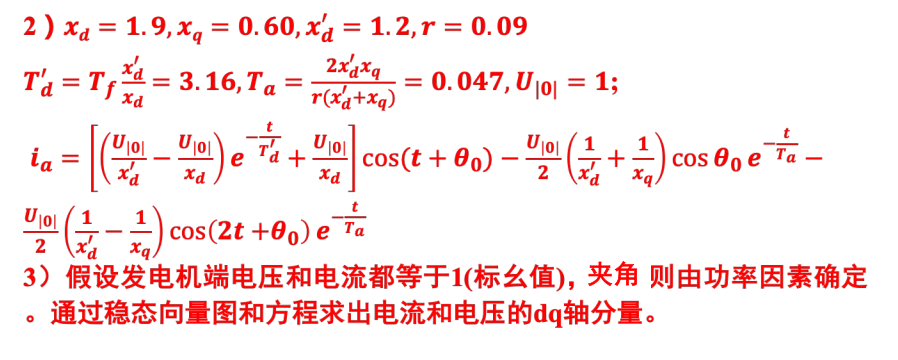 2）x_d = 1.9, x_q = 0.60, x'_d = 1.2, r = 0.09
T'_d = T_f \frac{x'_d}{x_d} = 3.16, T_a = \frac{2x'_d x_q}{r(x'_d+x_q)} = 0.047, U_{|0|} = 1;
i_a = \left[\left(\frac{U_{|0|}}{x'_d} - \frac{U_{|0|}}{x_d}\right) e^{-\frac{t}{T'_d}} + \frac{U_{|0|}}{x_d}\right] \cos(t + θ_0) - \frac{U_{|0|}}{2}\left(\frac{1}{x'_d} + \frac{1}{x_q}\right) \cos θ_0 e^{-\frac{t}{T_a}} -
\frac{U_{|0|}}{2}\left(\frac{1}{x'_d} - \frac{1}{x_q}\right) \cos(2t + θ_0) e^{-\frac{t}{T_a}}
3）假设发电机端电压和电流都等于1(标幺值)，夹角 则由功率因素确定
。通过稳态向量图和方程求出电流和电压的dq轴分量。